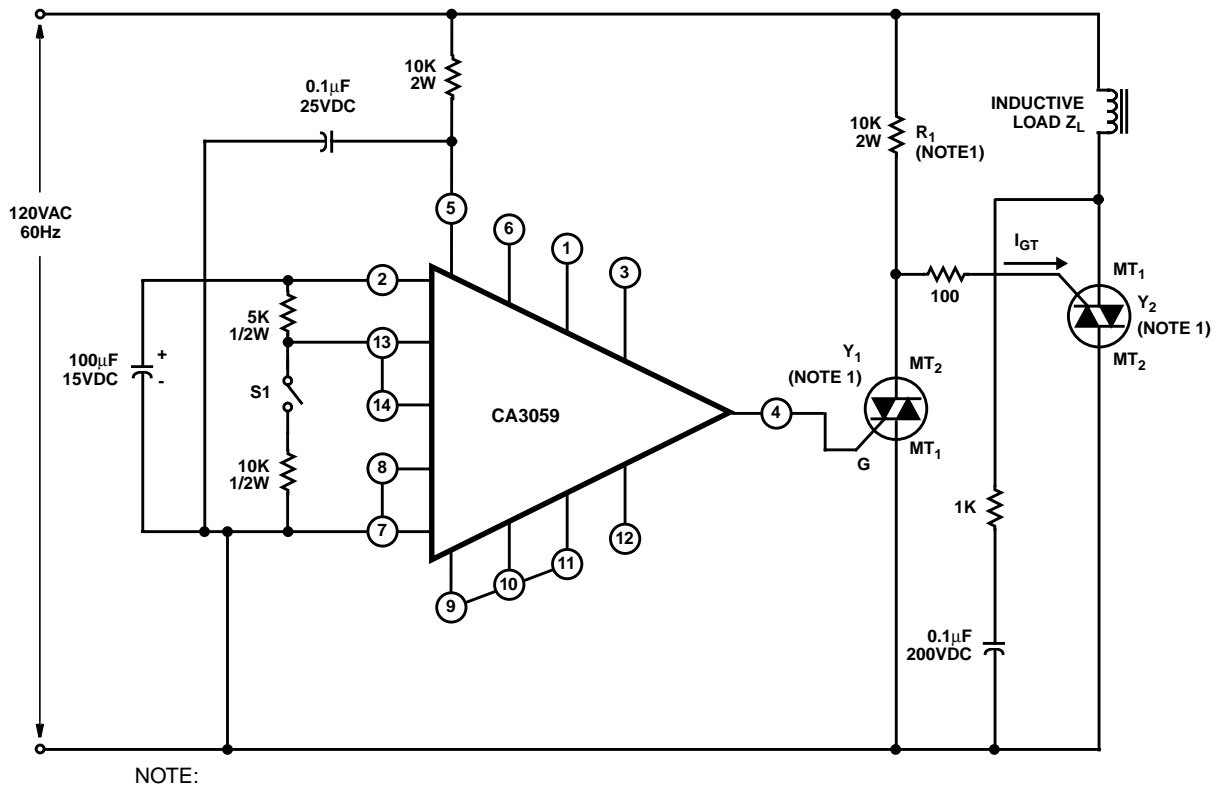 120VAC
60Hz
0.1μF
25VDC
10K
2W
5
6
1
3
2
5K
1/2W
13
100μF
15VDC
+
-
S1
14
10K
1/2W
8
7
CA3059
4
9
10
11
12
10K
2W
R1
(NOTE1)
INDUCTIVE
LOAD ZL
IGT
100
MT1
Y2
(NOTE 1)
MT2
Y1
(NOTE 1)
MT2
MT1
G
1K
0.1μF
200VDC
NOTE: